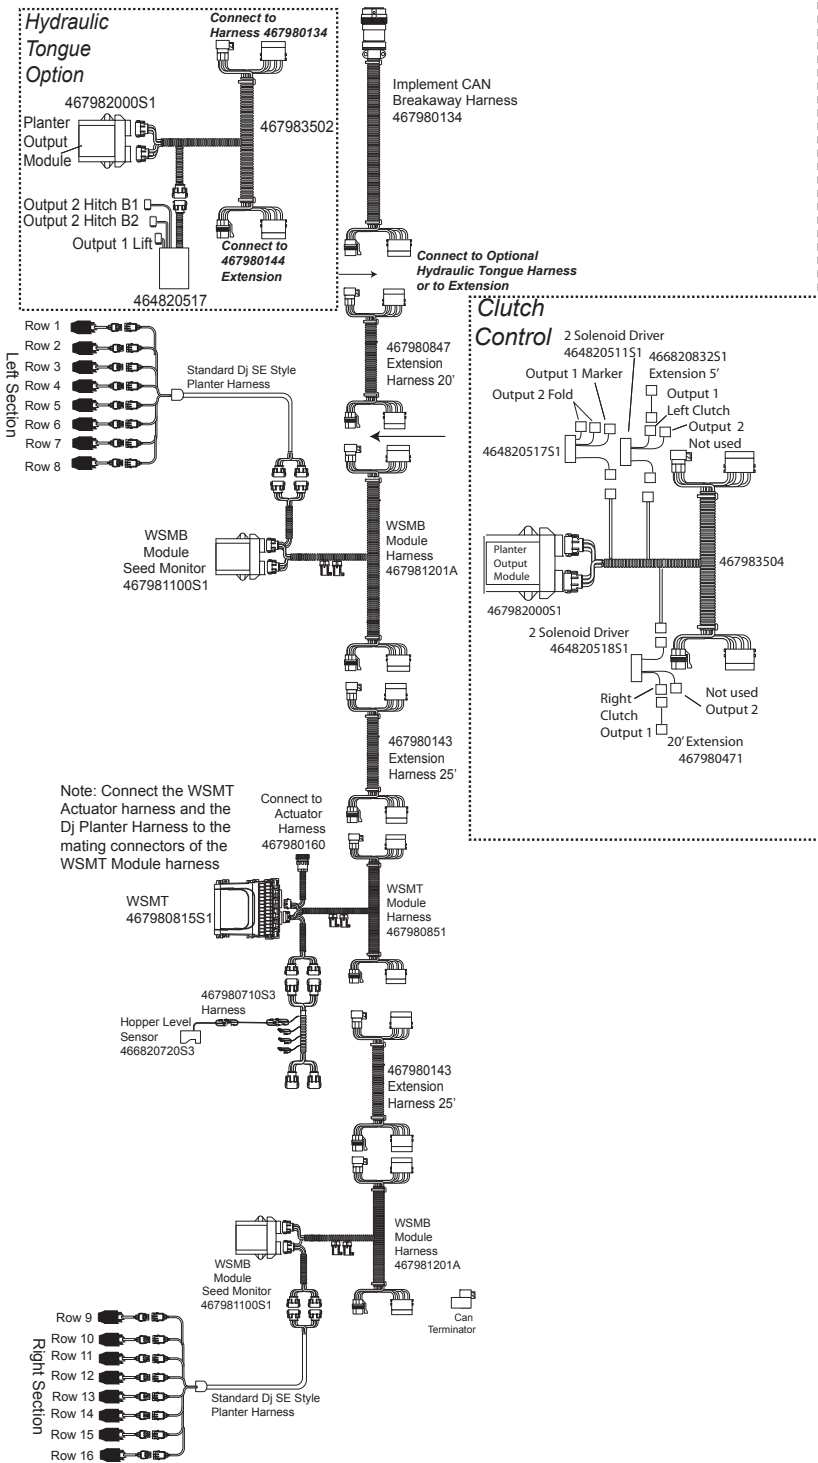 Hydraulic
Tongue
Option
Connect to
Harness 467980134
467982000S1
Planter
Output
Module
467983502
Output 2 Hitch B1
Output 2 Hitch B2
Output 1 Lift
464820517
Connect to
467980144
Extension
Implement CAN
Breakaway Harness
467980134
Connect to Optional
Hydraulic Tongue Harness
or to Extension
467980847
Extension
Harness 20'
Left Section
Row 1
Row 2
Row 3
Row 4
Row 5
Row 6
Row 7
Row 8
Standard Dj SE Style
Planter Harness
WSMB
Module
Seed Monitor
467981100S1
WSMB
Module
Harness
467981201A
Clutch
Control
2 Solenoid Driver
464820511S1
466820832S1
Extension 5'
Output 1 Marker
Output 2 Fold
Output 1
Left Clutch
Output 2
Not used
464820517S1
Planter
Output
Module
467982000S1
467983504
2 Solenoid Driver
464820518S1
Right
Clutch
Output 1
Not used
Output 2
20' Extension
467980471
467980143
Extension
Harness 25'
Note: Connect the WSMT
Actuator harness and the
Dj Planter Harness to the
mating connectors of the
WSMT Module harness
Connect to
Actuator
Harness
467980160
WSMT
467980815S1
WSMT
Module
Harness
467980851
467980710S3
Harness
Hopper Level
Sensor
466820720S3
467980143
Extension
Harness 25'
WSMB
Module
Seed Monitor
467981100S1
WSMB
Module
Harness
467981201A
Can
Terminator
Right Section
Row 9
Row 10
Row 11
Row 12
Row 13
Row 14
Row 15
Row 16
Standard Dj SE Style
Planter Harness